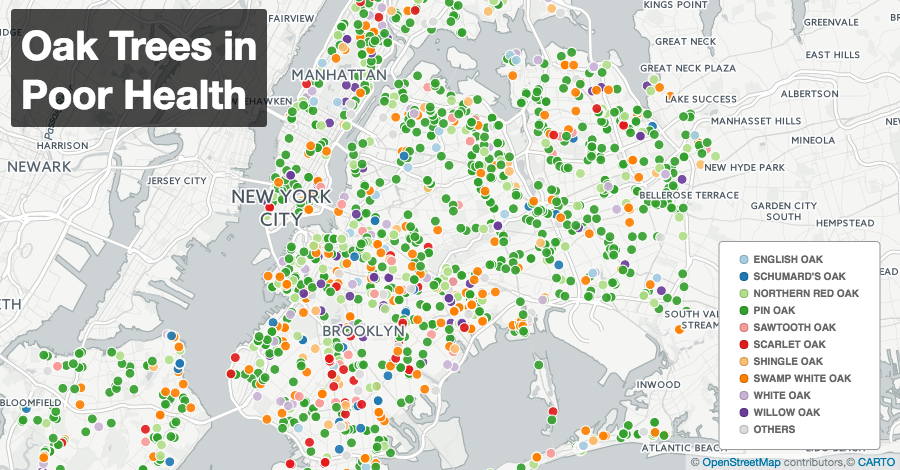 Oak Trees in
Poor Health
FAIRVIEW
MANHATTAN
WEEHAWKEN
HARRISON
NEWARK
JERSEY CITY
NEW YORK
CITY
BROOKLYN
BLOOMFIELD
KINGS POINT
GREENVALE
GREAT NECK
EAST HILLS
GREAT NECK PLAZA
ALBERTSON
LAKE SUCCESS
MANHASSET HILLS
MINEOLA
NEW HYDE PARK
BELLEROSE TERRACE
GARDEN CITY
SOUTH
HEMPSTEAD
SOUTH VAL
STREAM
INWOOD
ATLANTIC BEACH
ENGLISH OAK
SCHUMARD'S OAK
NORTHERN RED OAK
PIN OAK
SAWTOOTH OAK
SCARLET OAK
SHINGLE OAK
SWAMP WHITE OAK
WHITE OAK
WILLOW OAK
OTHERS
© OpenStreetMap contributors,© CARTO